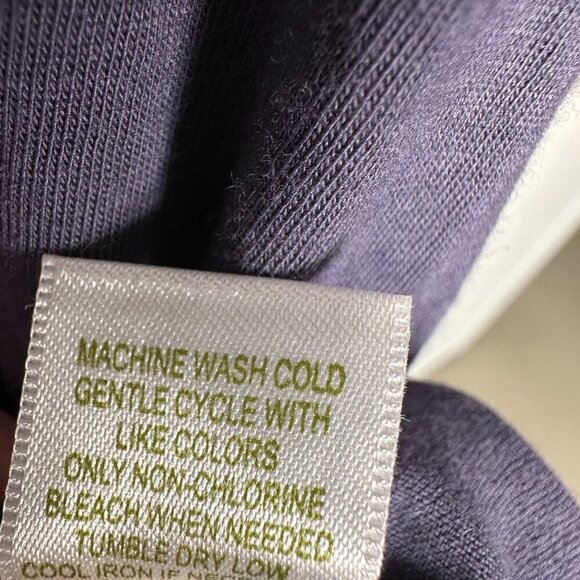 MACHINE WASH COLD
GENTLE CYCLE WITH
LIKE COLORS
ONLY NON-CHLORINE
BLEACH WHEN NEEDED
TUMBLE DRY LOW
COOL IRON IF